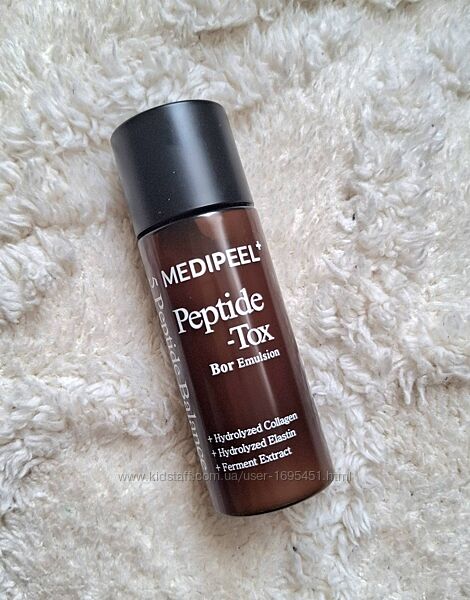 MEDIPEEL+
Peptide
-Tox
Bor Emulsion
+ Hydrolyzed Collagen
+ Hydrolyzed Elastin
+ Ferment Extract
5 Peptide Balance
www.kidstaff.com.ua/user-1695451.html